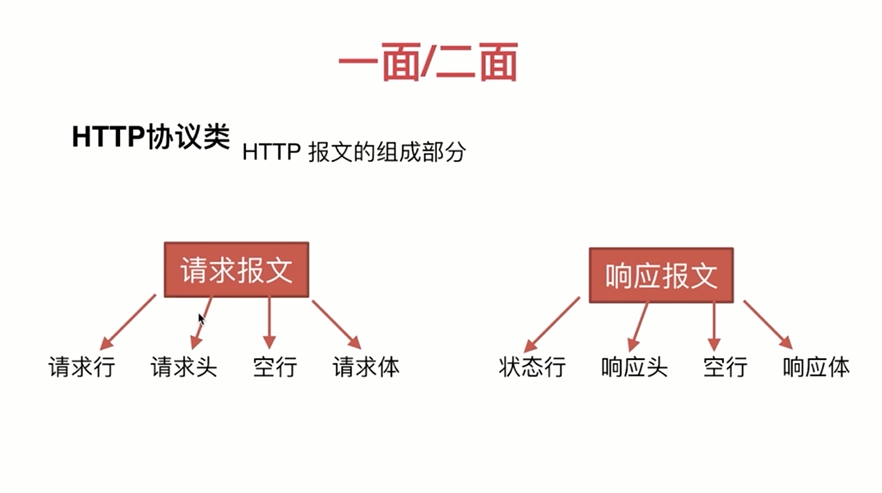 一面/二面
HTTP协议类
HTTP 报文的组成部分
请求报文
响应报文
请求行 请求头 空行 请求体
状态行 响应头 空行 响应体